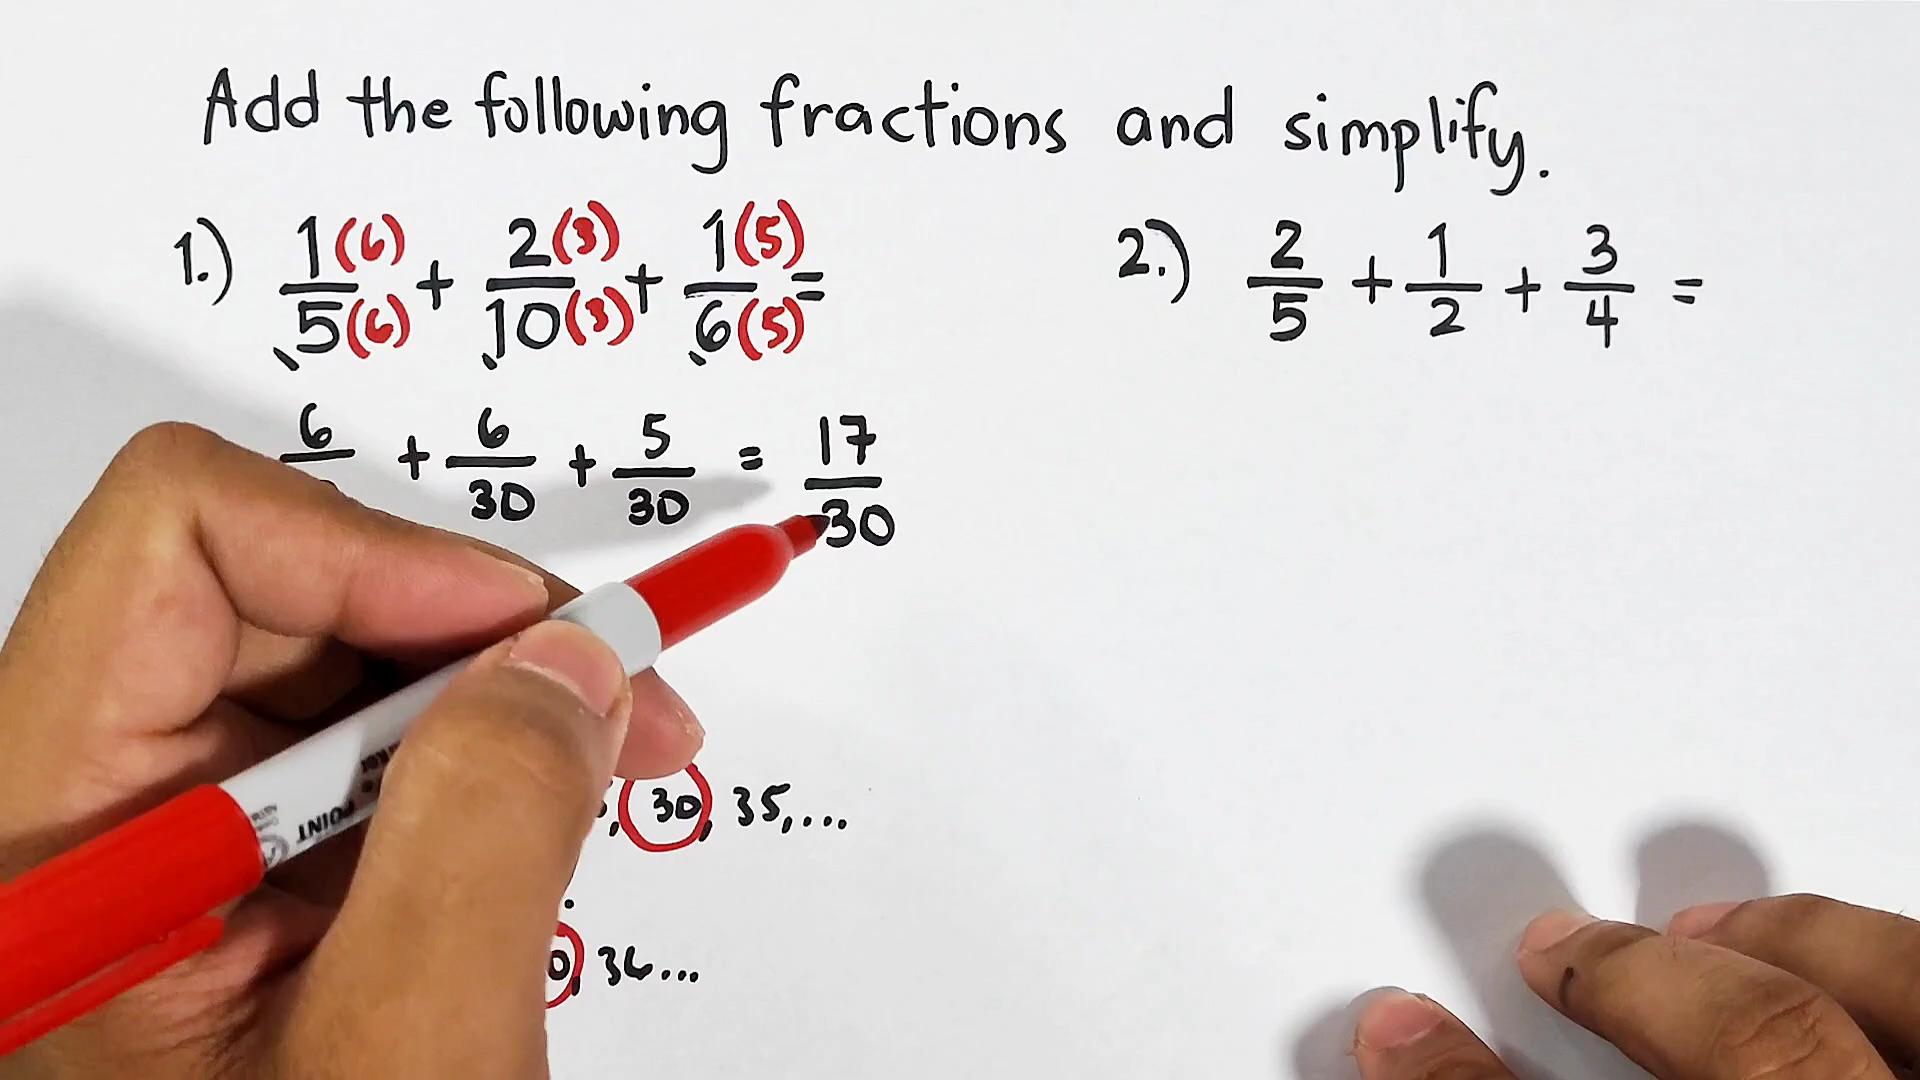 Add the following fractions and simplify.
1.) 1(6)/5(6) + 2(3)/10(3) + 1(5)/6(5) =
6 + 6/30 + 5/30 = 17/30
30, 35,...
36...
POINT
2.) 2/5 + 1/2 + 3/4 =